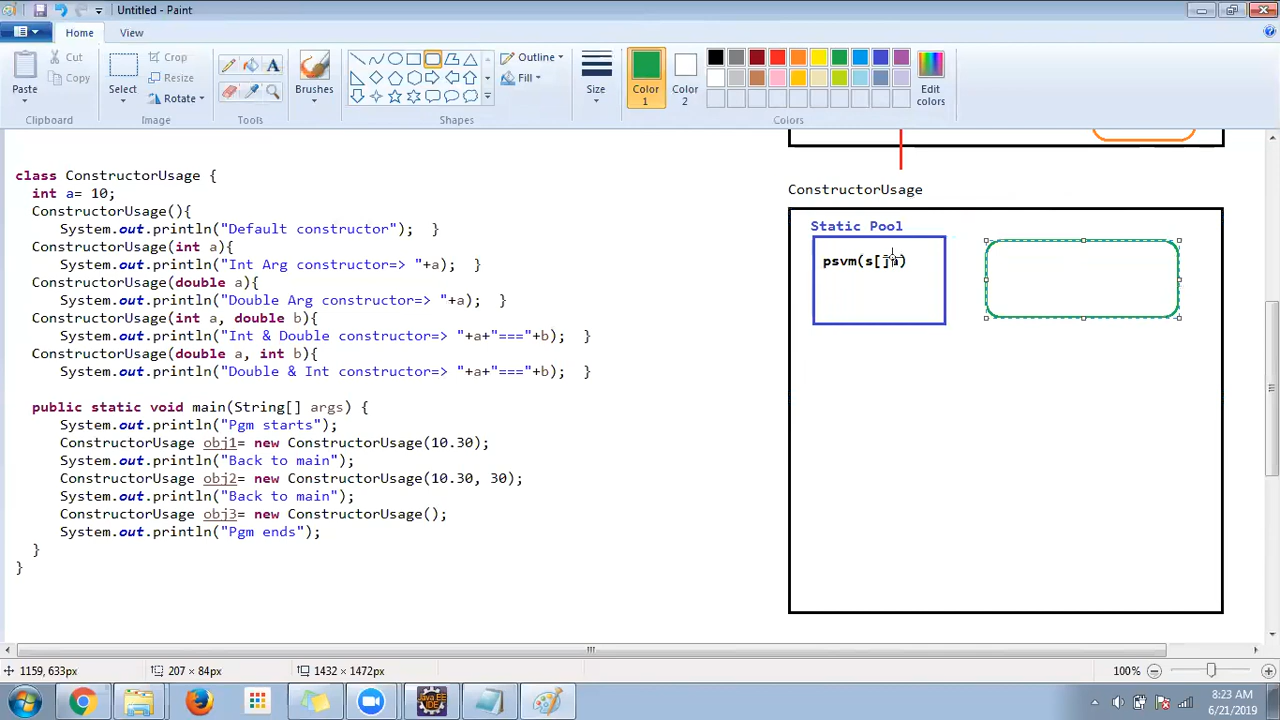 Untitled - Paint
Home
View
Paste
Cut
Copy
Clipboard
Select
Crop
Resize
Rotate
Image
Tools
Brushes
Shapes
Outline
Fill
Size
Color 1
Color 2
Edit colors
Colors
class ConstructorUsage {
int a= 10;
ConstructorUsage(){
System.out.println("Default constructor");  }
ConstructorUsage(int a){
System.out.println("Int Arg constructor=> "+a);  }
ConstructorUsage(double a){
System.out.println("Double Arg constructor=> "+a);  }
ConstructorUsage(int a, double b){
System.out.println("Int & Double constructor=> "+a+"==="+b);  }
ConstructorUsage(double a, int b){
System.out.println("Double & Int constructor=> "+a+"==="+b);  }
public static void main(String[] args) {
System.out.println("Pgm starts");
ConstructorUsage obj1= new ConstructorUsage(10.30);
System.out.println("Back to main");
ConstructorUsage obj2= new ConstructorUsage(10.30, 30);
System.out.println("Back to main");
ConstructorUsage obj3= new ConstructorUsage();
System.out.println("Pgm ends");
}
}
ConstructorUsage
Static Pool
1159, 633px
207 × 84px
1432 × 1472px
100%
Java EE
IDE
8:23 AM
6/21/2019